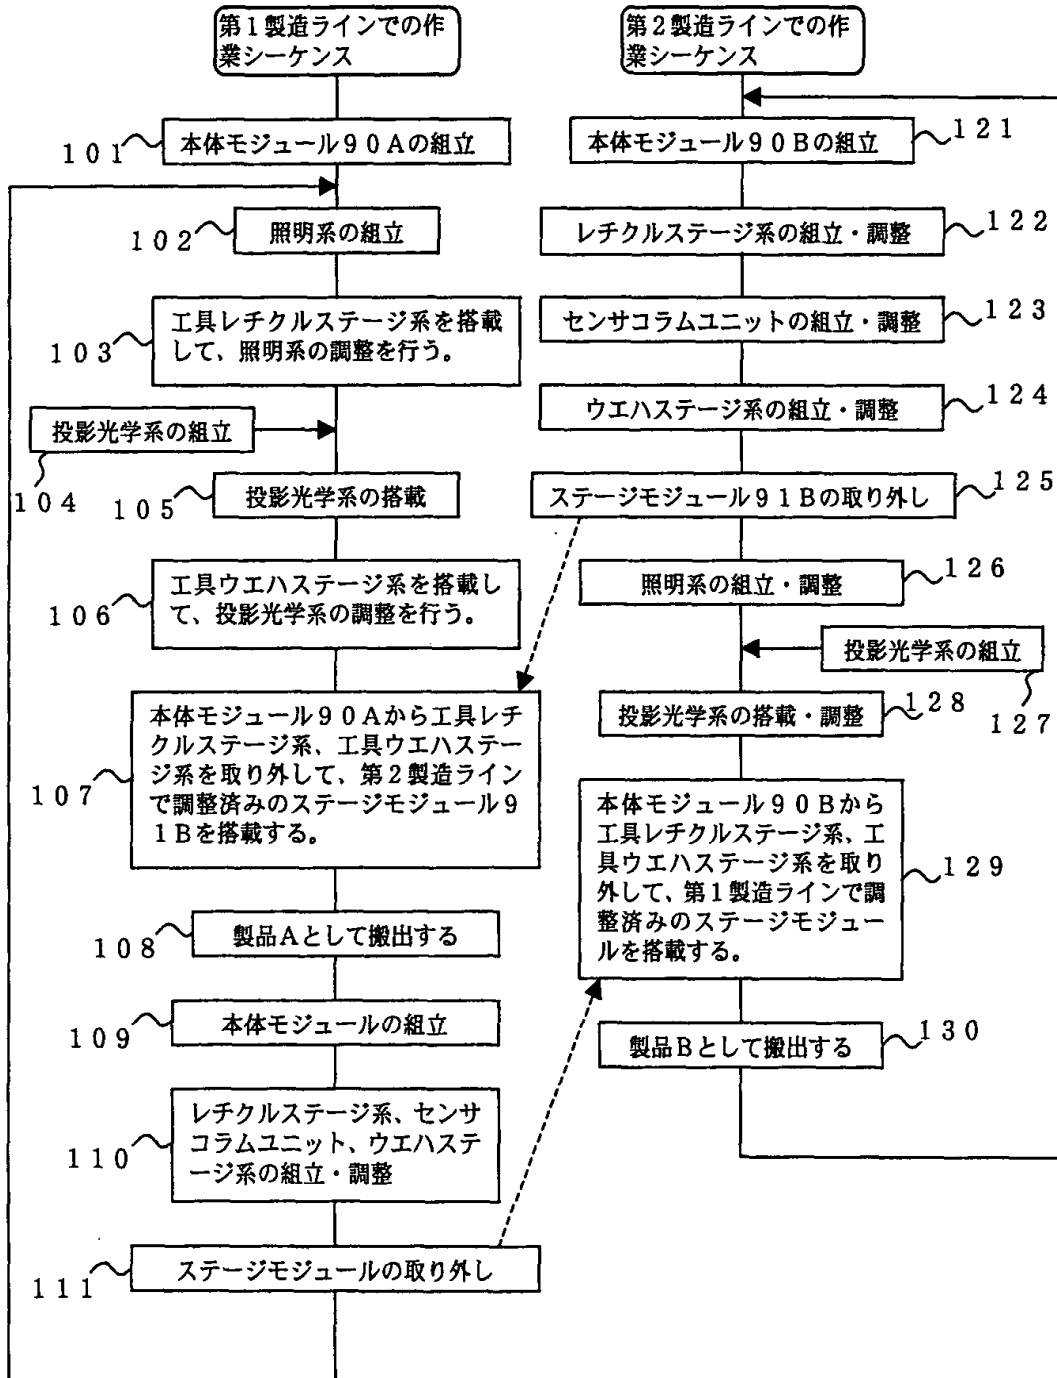 第1製造ラインでの作
業シーケンス
101
本体モジュール90Aの組立
102
照明系の組立
103
工具レチクルステージ系を搭載
して、照明系の調整を行う。
投影光学系の組立
104
105
投影光学系の搭載
106
工具ウエハステージ系を搭載し
て、投影光学系の調整を行う。
107
本体モジュール90Aから工具レ
チクルステージ系、工具ウエハステー
ジ系を取り外して、第2製造ライン
で調整済みのステージモジュール9
1Bを搭載する。
108
製品Aとして搬出する
109
本体モジュールの組立
110
レチクルステージ系、センサ
コラムユニット、ウエハステ
ージ系の組立・調整
111
ステージモジュールの取り外し
第2製造ラインでの作
業シーケンス
本体モジュール90Bの組立
121
レチクルステージ系の組立・調整
122
センサコラムユニットの組立・調整
123
ウエハステージ系の組立・調整
124
ステージモジュール91Bの取り外し
125
照明系の組立・調整
126
投影光学系の組立
127
投影光学系の搭載・調整
128
本体モジュール90Bから
工具レチクルステージ系、工
具ウエハステージ系を取り
外して、第1製造ラインで調
整済みのステージモジュー
ルを搭載する。
129
製品Bとして搬出する
130